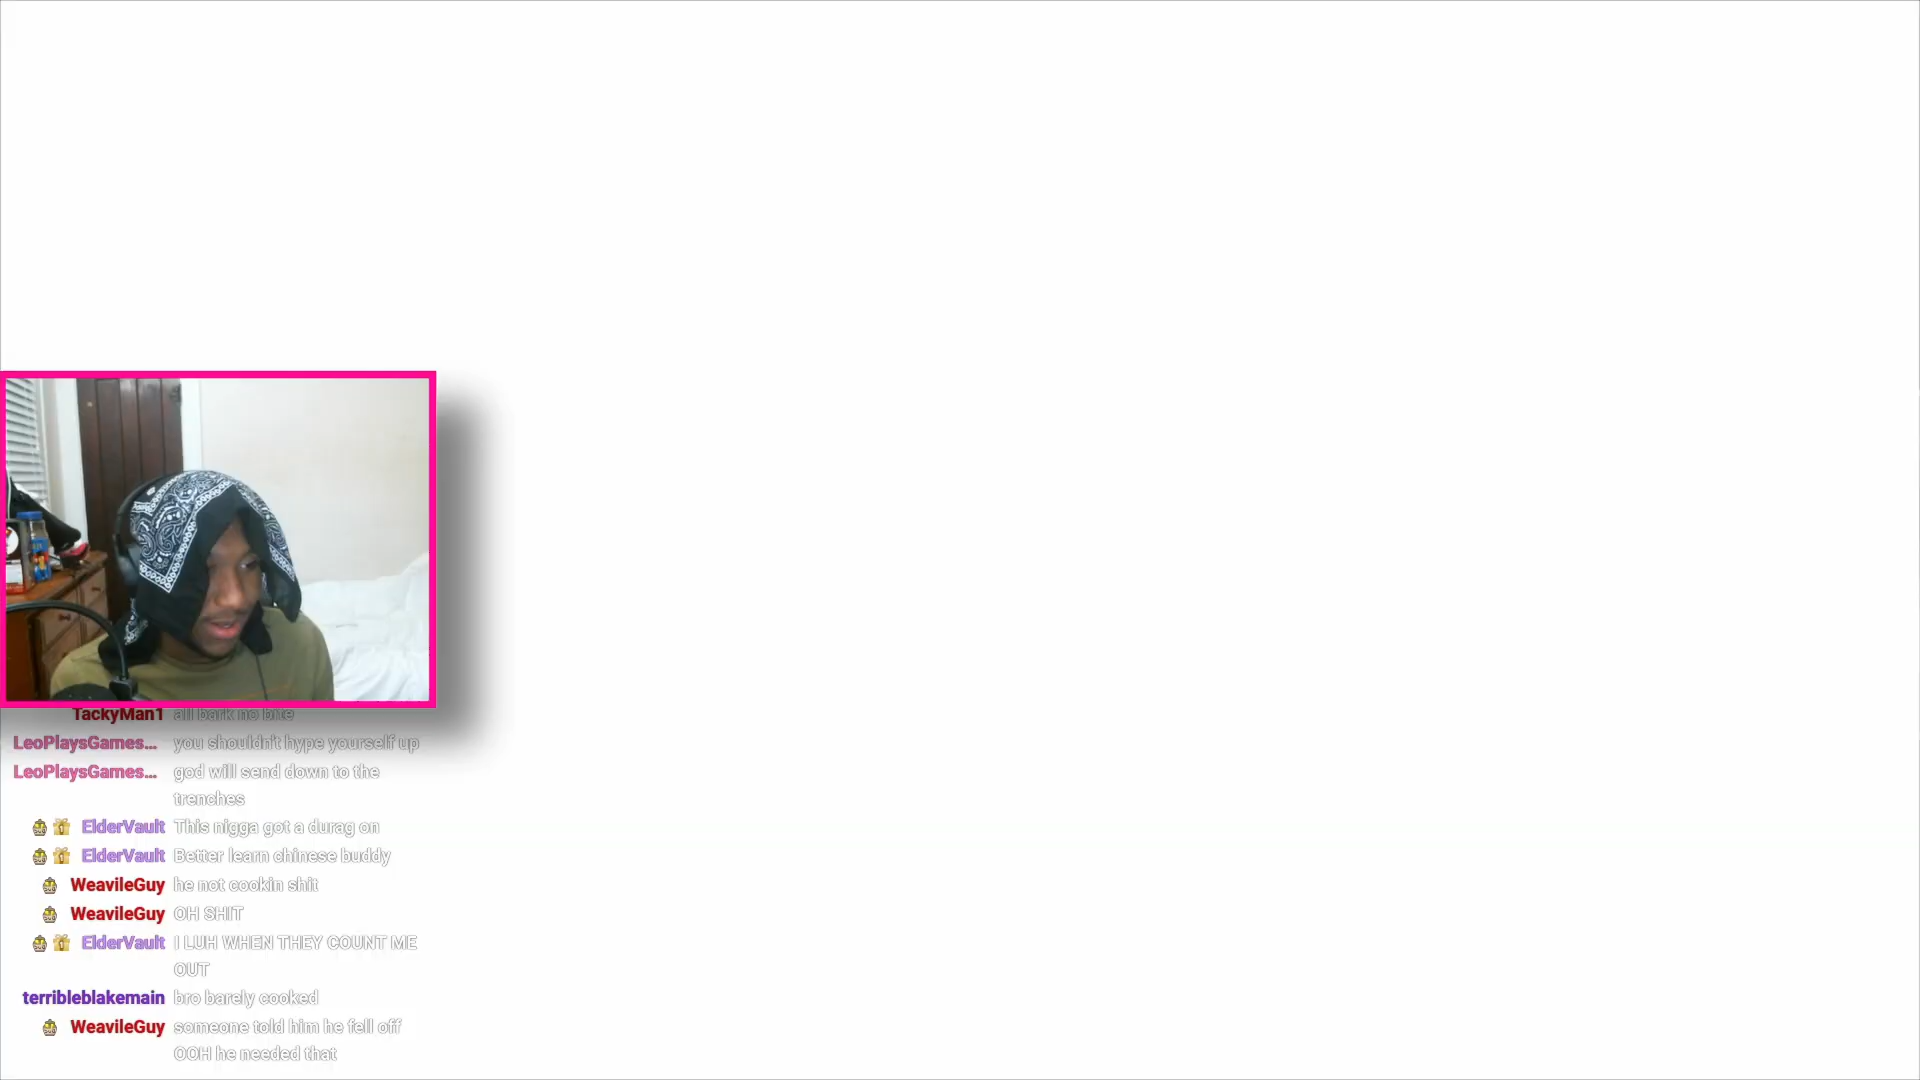 TackyMan1 all bark no bite
LeoPlaysGames... you shouldn't hype yourself up
LeoPlaysGames... god will send down to the
trenches
ElderVault This nigga got a durag on
ElderVault Better learn chinese buddy
WeavileGuy he not cookin shit
WeavileGuy OH SHIT
ElderVault I LUH WHEN THEY COUNT ME
OUT
terribleblakemain bro barely cooked
WeavileGuy someone told him he fell off
OOH he needed that